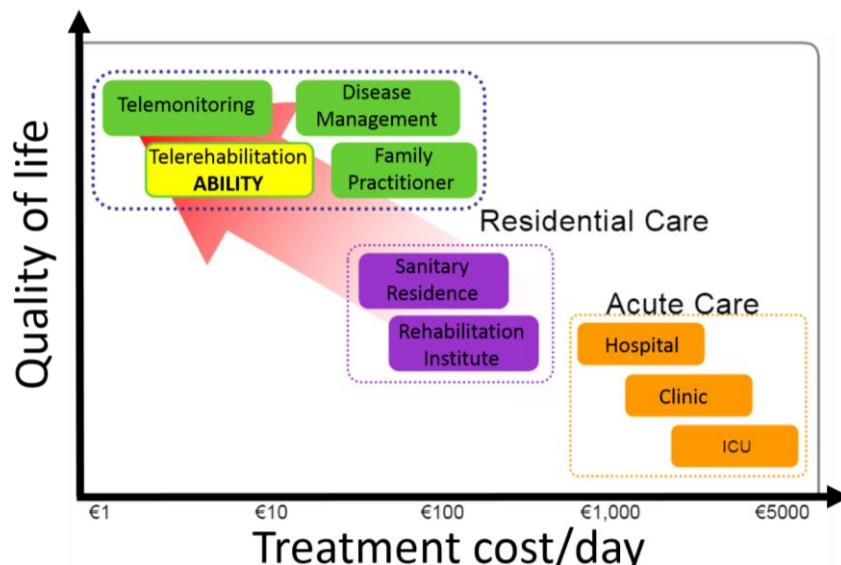 Quality of life
Telemonitoring
Disease
Management
Telerehabilitation
ABILITY
Family
Practitioner
Residential Care
Sanitary
Residence
Rehabilitation
Institute
Acute Care
Hospital
Clinic
ICU
€1
€10
€100
€1,000
€5000
Treatment cost/day